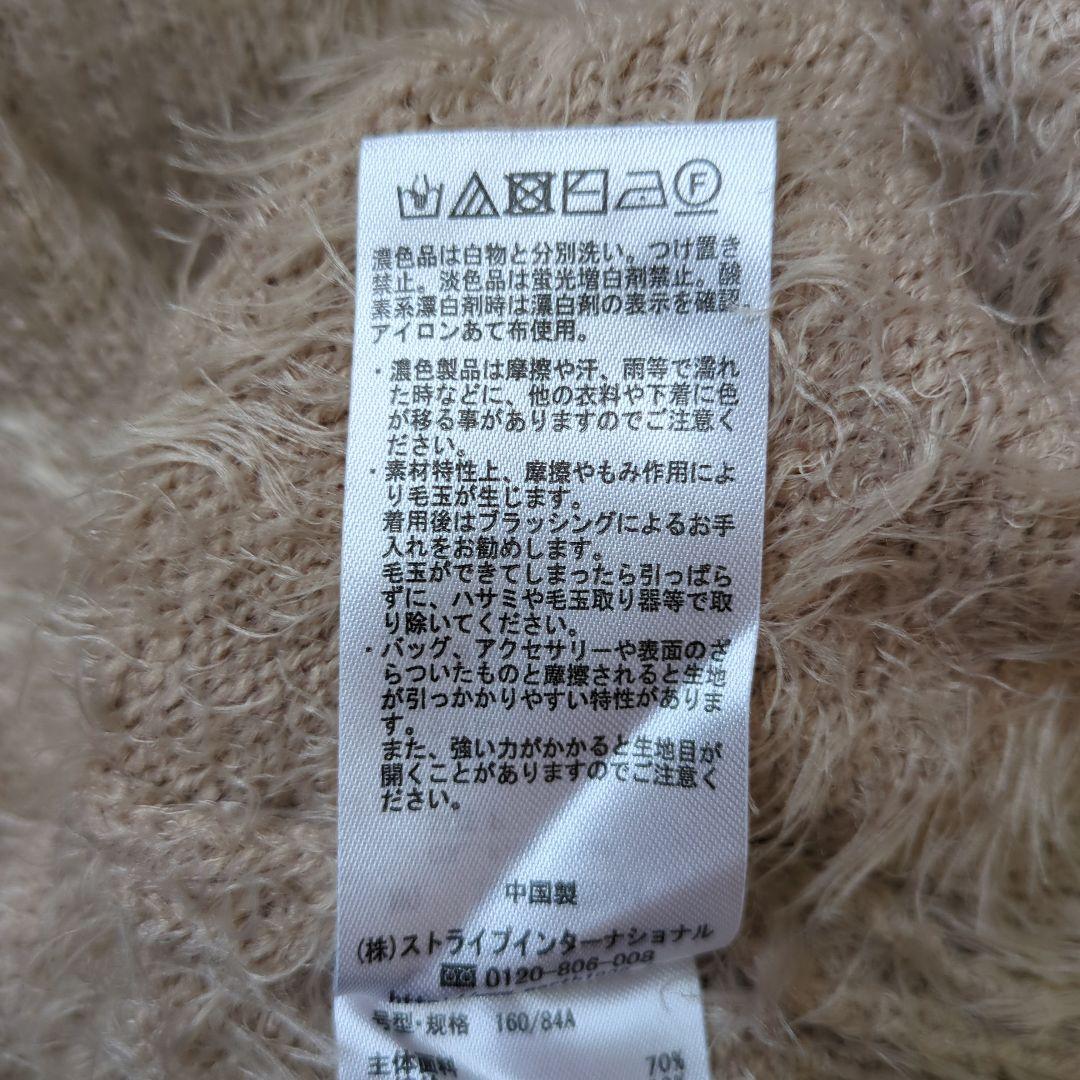 濃色品は白物と分別洗い。つけ置き
禁止。淡色品は蛍光増白剤禁止。酸
素系漂白剤時は漂白剤の表示を確認。
アイロンあて布使用。
・濃色製品は摩擦や汗、雨等で濡れ
た時などに、他の衣料や下着に色
が移る事がありますのでご注意く
ださい。
・素材特性上、摩擦やもみ作用によ
り毛玉が生じます。
着用後はブラッシングによるお手
入れをお勧めします。
毛玉ができてしまったら引っぱら
ずに、ハサミや毛玉取り器等で取
り除いてください。
・バッグ、アクセサリーや表面のざ
らついたものと摩擦されると生地
が引っかかりやすい特性がありま
す。
また、強い力がかかると生地目が
開くことがありますのでご注意く
ださい。
中国製
(株)ストライプインターナショナル
0120-806-008
号型・规格 160/84A
主体面料 70%